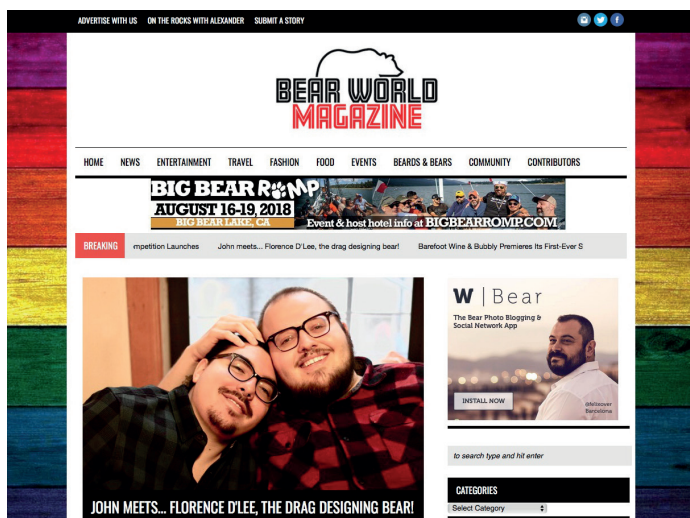 ADVERTISE WITH US ON THE ROCKS WITH ALEXANDER SUBMIT A STORY
BEAR WORLD
MAGAZINE
HOME NEWS ENTERTAINMENT TRAVEL FASHION FOOD EVENTS BEARDS & BEARS COMMUNITY CONTRIBUTORS
BIG BEAR ROMP
AUGUST 16-19, 2018
BIG BEAR LAKE, CA
Event & host hotel info at BIGBEARROMP.COM
BREAKING mpetition Launches John meets... Florence D'Lee, the drag designing bear! Barefoot Wine & Bubbly Premieres Its First-Ever S
W | Bear
The Bear Photo Blogging &
Social Network App
INSTALL NOW
@feliceover
Barcelona
to search type and hit enter
CATEGORIES
Select Category
JOHN MEETS... FLORENCE D'LEE, THE DRAG DESIGNING BEAR!